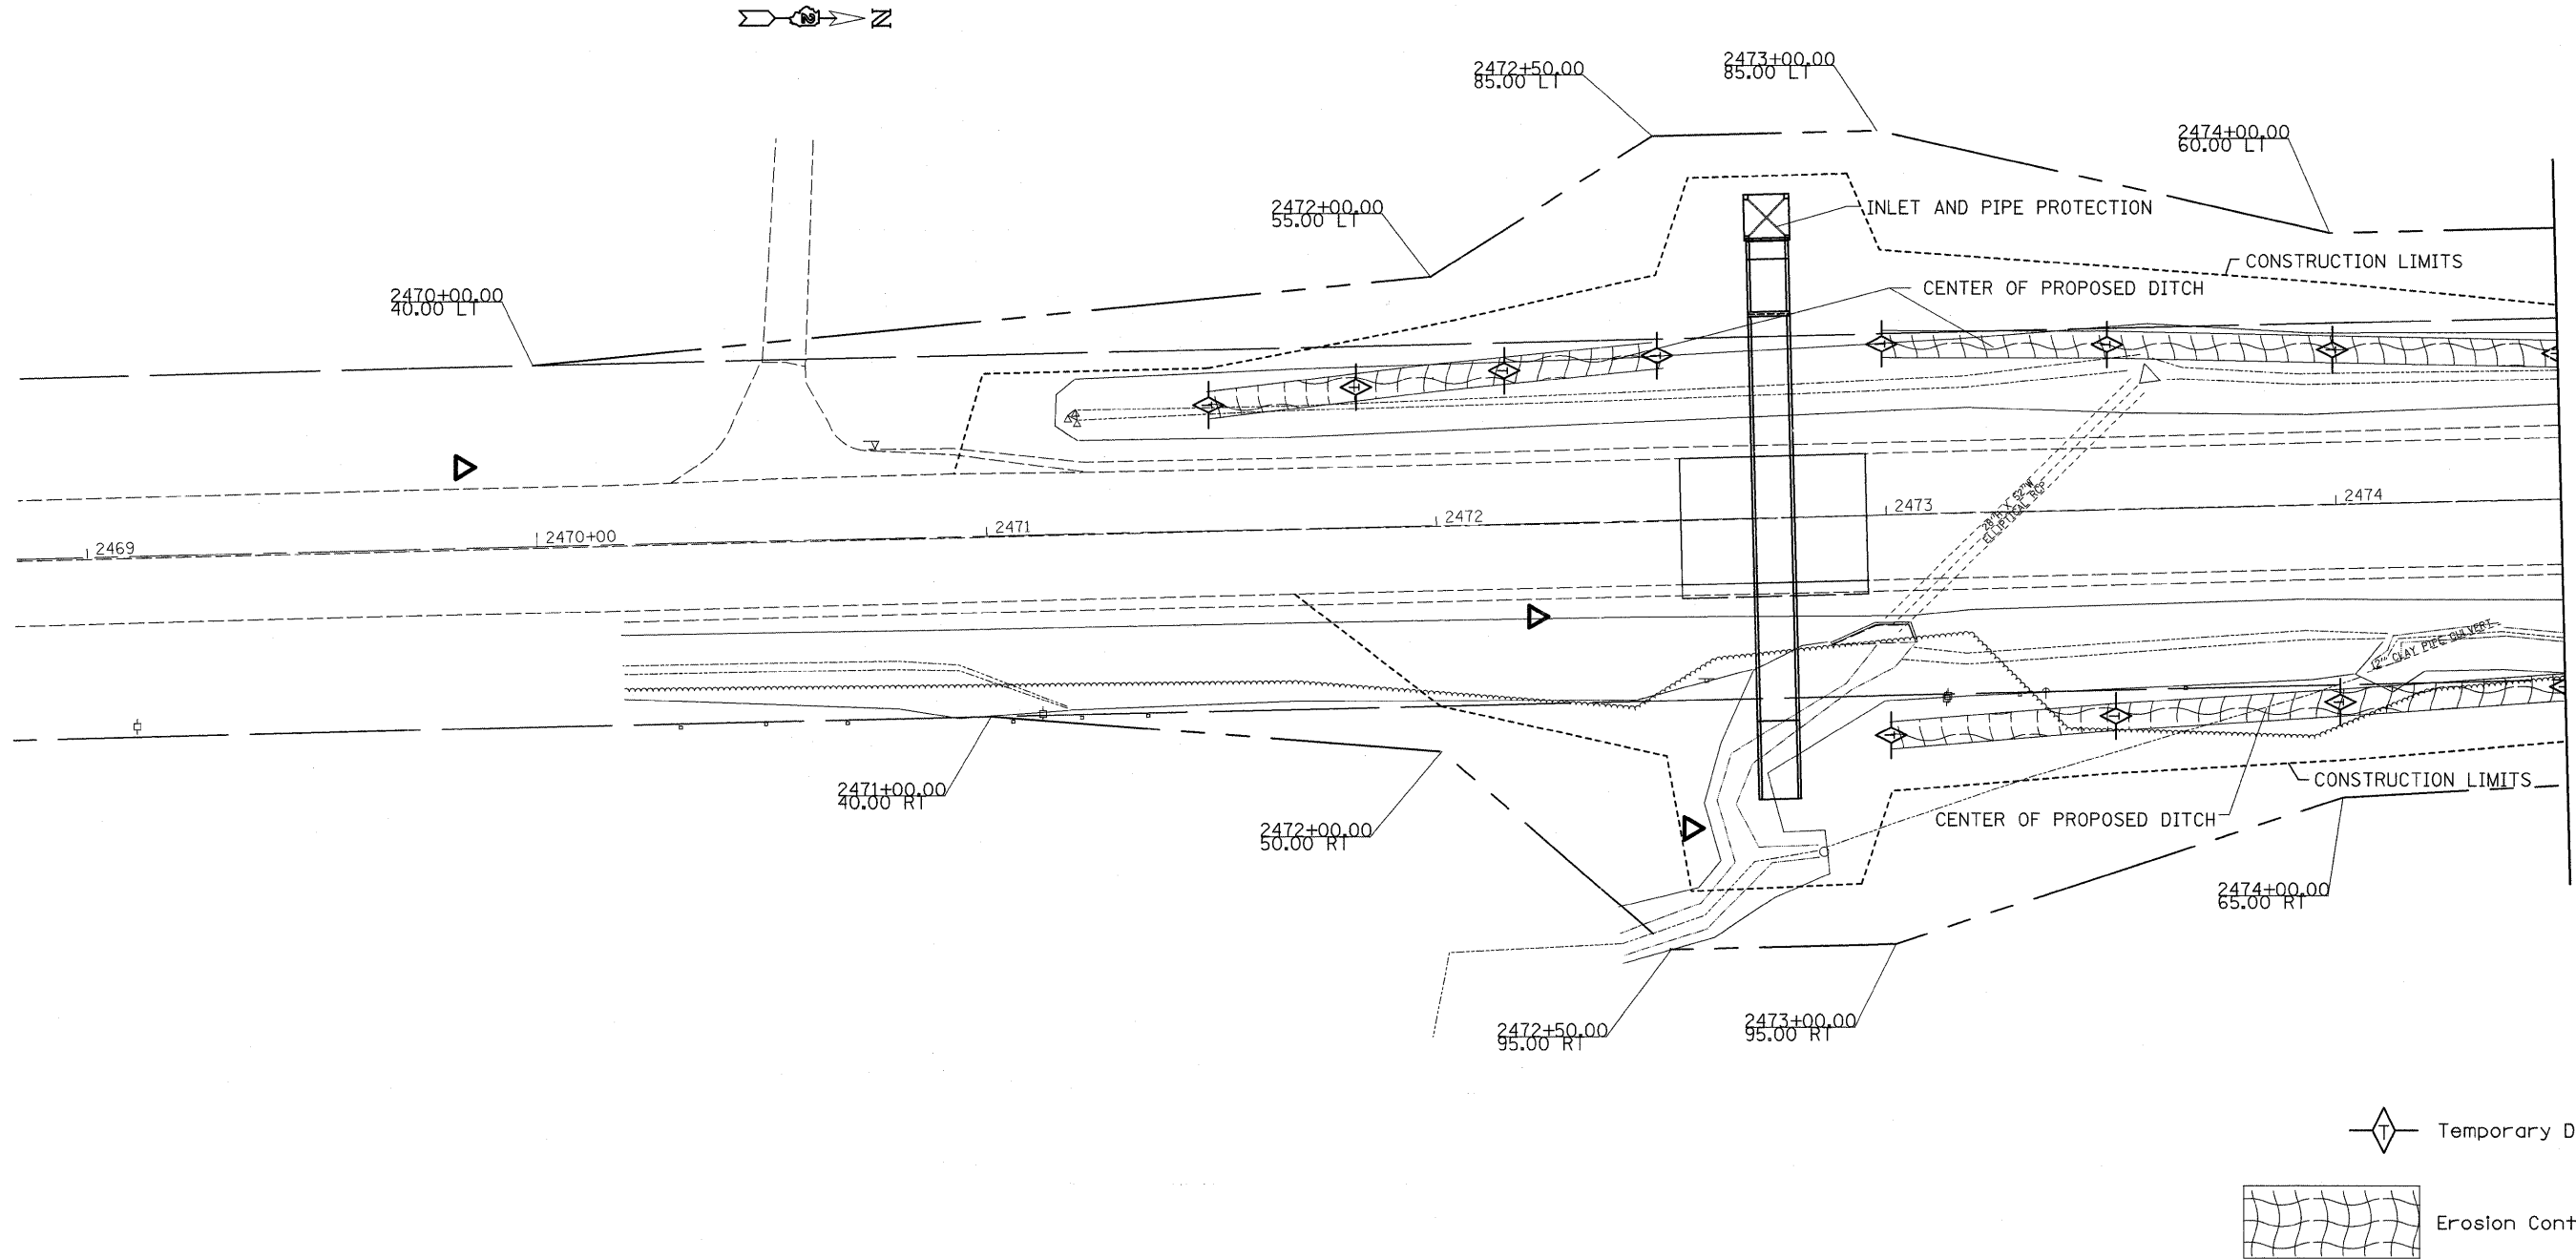 N
2472+50.00
85.00 LT
2473+00.00
85.00 LT
2474+00.00
60.00 LT
2472+00.00
55.00 LT
INLET AND PIPE PROTECTION
CONSTRUCTION LIMITS
CENTER OF PROPOSED DITCH
2470+00.00
40.00 LT
2469
2470+00
2471
2472
2473
2474
28"H X 52"W
ELLIPTICAL RCP
12" CLAY PIPE CULVERT
2471+00.00
40.00 RT
2472+00.00
50.00 RT
CONSTRUCTION LIMITS
CENTER OF PROPOSED DITCH
2474+00.00
65.00 RT
2472+50.00
95.00 RT
2473+00.00
95.00 RT
T Temporary D
Erosion Cont